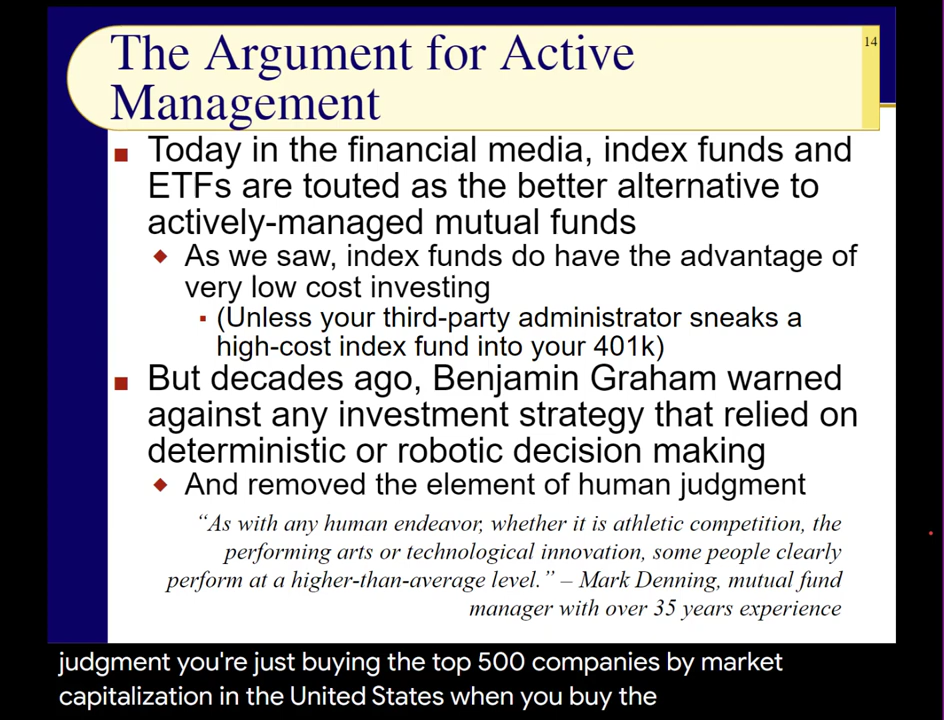 The Argument for Active
Management
14
Today in the financial media, index funds and
ETFs are touted as the better alternative to
actively-managed mutual funds
As we saw, index funds do have the advantage of
very low cost investing
(Unless your third-party administrator sneaks a
high-cost index fund into your 401k)
But decades ago, Benjamin Graham warned
against any investment strategy that relied on
deterministic or robotic decision making
And removed the element of human judgment
“As with any human endeavor, whether it is athletic competition, the
performing arts or technological innovation, some people clearly
perform at a higher-than-average level.” – Mark Denning, mutual fund
manager with over 35 years experience
judgment you're just buying the top 500 companies by market
capitalization in the United States when you buy the